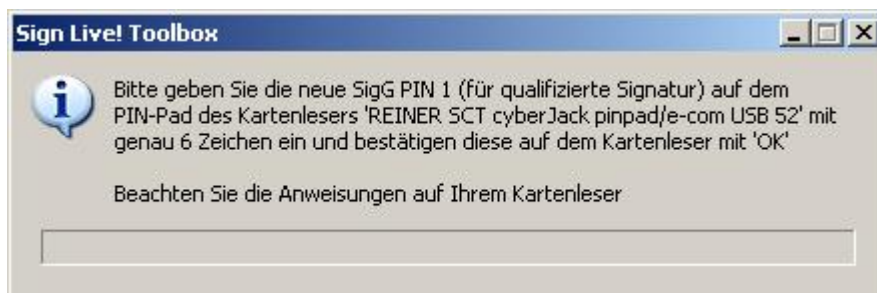 Sign Live! Toolbox
Bitte geben Sie die neue SigG PIN 1 (für qualifizierte Signatur) auf dem
PIN-Pad des Kartenlesers 'REINER SCT cyberJack pinpad/e-com USB 52' mit
genau 6 Zeichen ein und bestätigen diese auf dem Kartenleser mit 'OK'
Beachten Sie die Anweisungen auf Ihrem Kartenleser